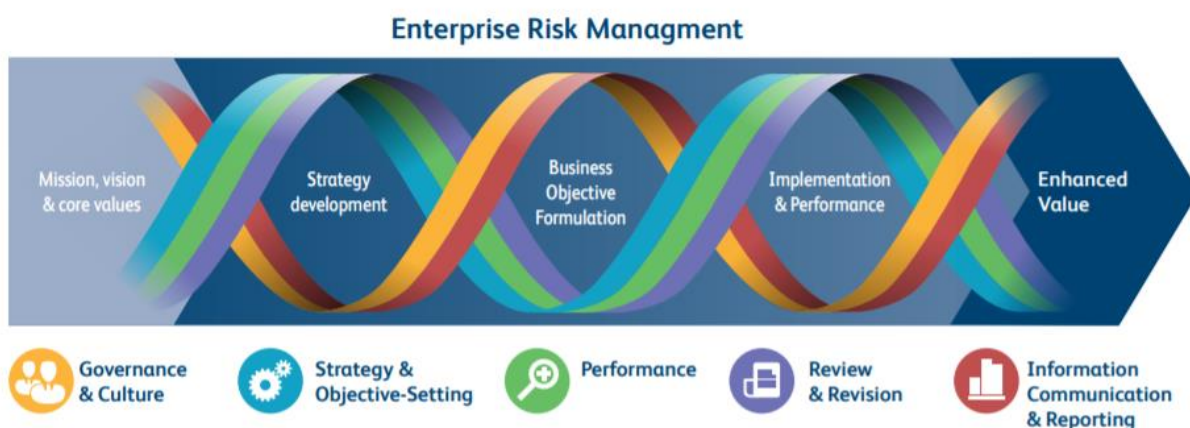 Enterprise Risk Managment
Mission, vision
& core values
Strategy
development
Business
Objective
Formulation
Implementation
& Performance
Enhanced
Value
Governance
& Culture
Strategy &
Objective-Setting
Performance
Review
& Revision
Information
Communication
& Reporting